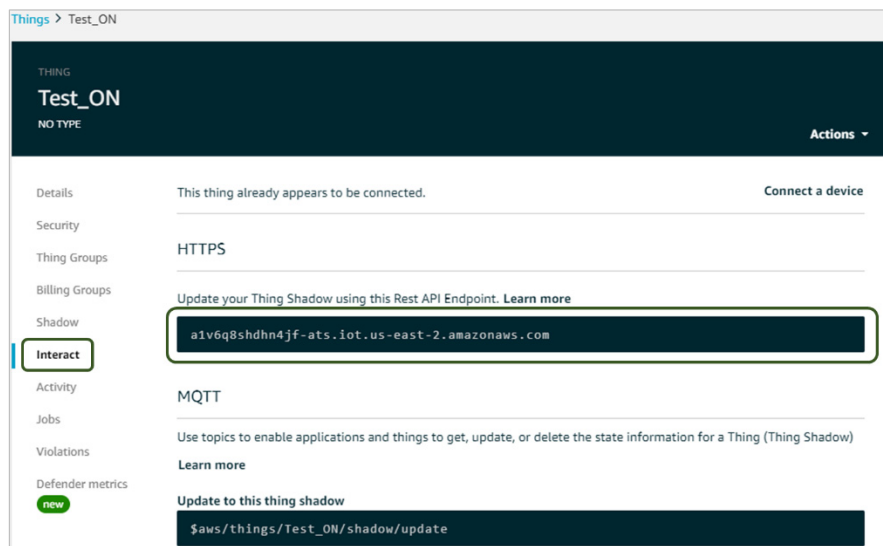 Things > Test_ON
THING
Test_ON
NO TYPE
Actions
Details
Security
Thing Groups
Billing Groups
Shadow
Interact
Activity
Jobs
Violations
Defender metrics
new
This thing already appears to be connected.
Connect a device
HTTPS
Update your Thing Shadow using this Rest API Endpoint. Learn more
a1v6q8shdhn4jf-ats.iot.us-east-2.amazonaws.com
MQTT
Use topics to enable applications and things to get, update, or delete the state information for a Thing (Thing Shadow)
Learn more
Update to this thing shadow
$aws/things/Test_ON/shadow/update